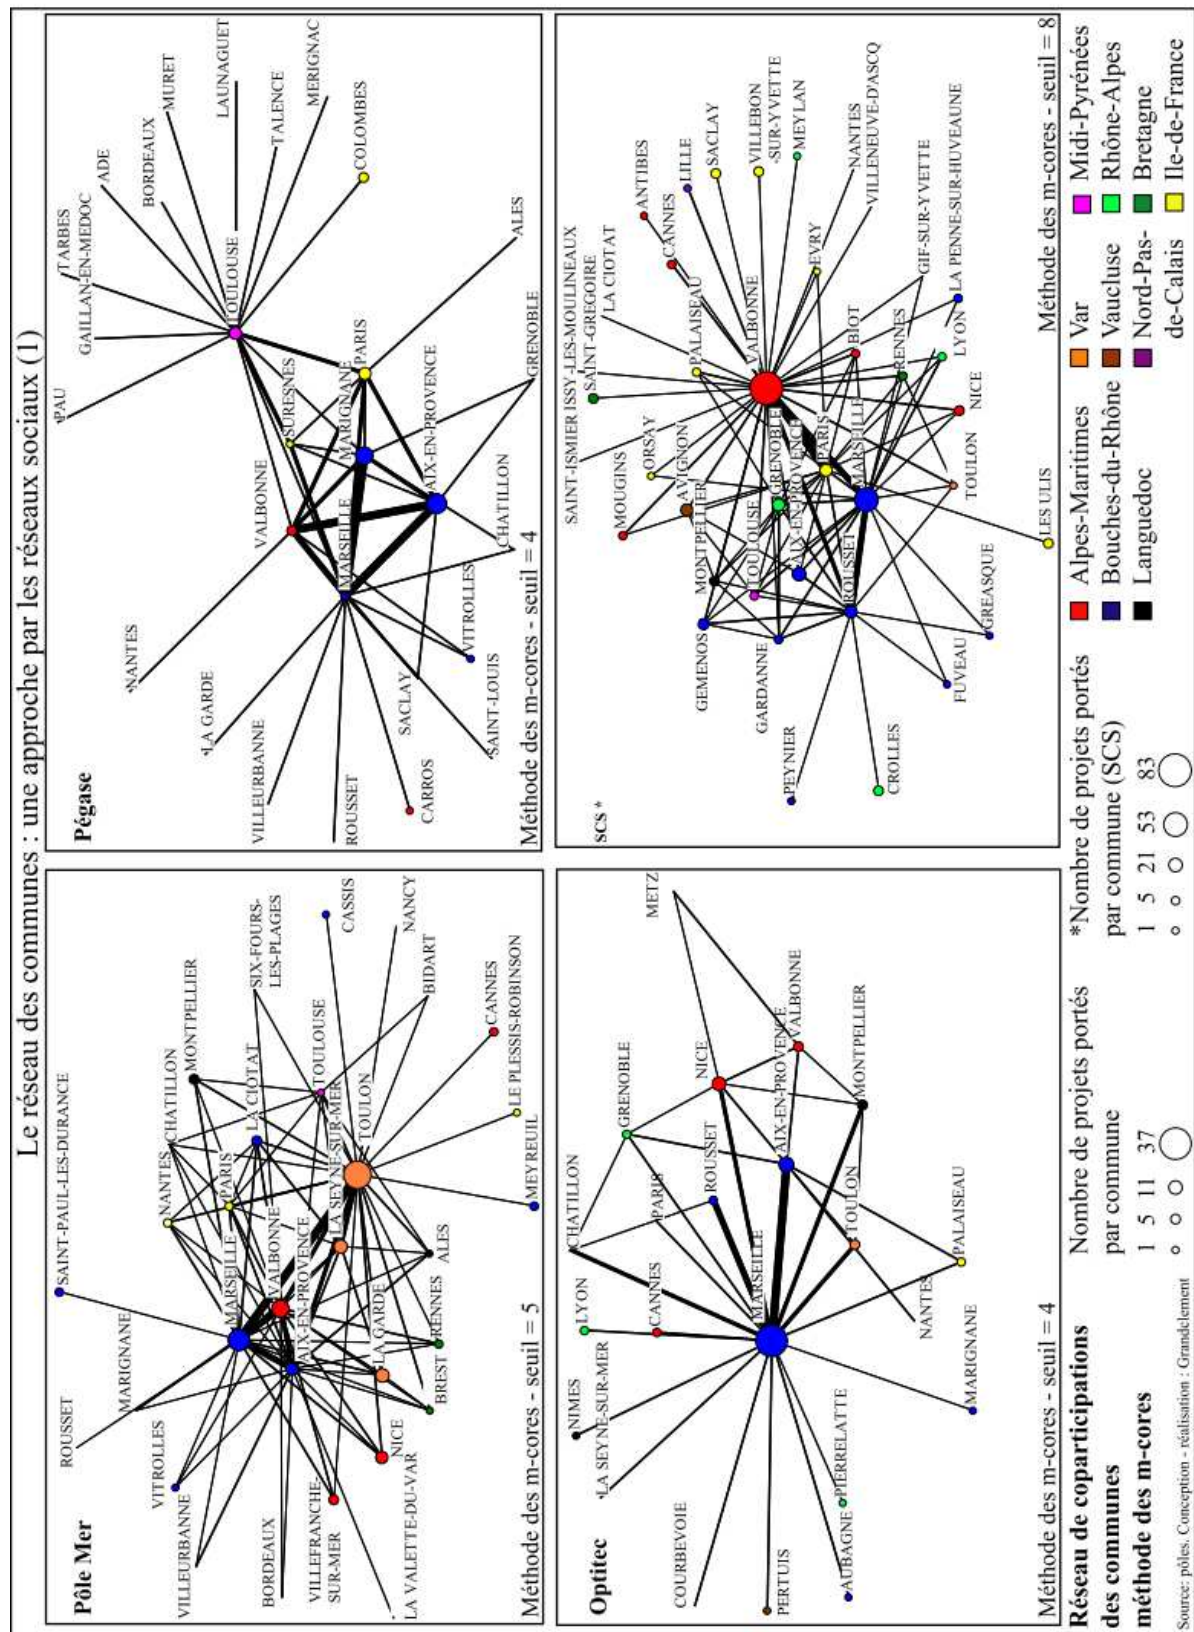 Le réseau des communes : une approche par les réseaux sociaux (1)
Pôle Mer
SAINT-PAUL-LES-DURANCE
ROUSSET
MARIGNANE
NANTES
CHATILLON
MONTPELLIER
VITROLLES
MARSEILLE
PARIS
LA CIOTAT
SIX-FOURS-
LES-PLAGES
VILLEURBANNE
VALBONNE
TOULOUSE
BORDEAUX
AIX-EN-PROVENCE
LA SEYNE-SUR-MER
CASSIS
VILLEFRANCHE-
SUR-MER
TOULON
NANCY
LA GARDE
BIDART
NICE
LA VALETTE-DU-VAR
ALES
BREST
RENNES
CANNES
LE PLESSIS-ROBINSON
MEYREUIL
Méthode des m-cores - seuil = 5
Pégase
PAU
TARBES
GAILLAN-EN-MEDOC
ADE
BORDEAUX
MURET
LAUNAGUET
TOULOUSE
TALENCE
MERIGNAC
NANTES
VALBONNE
SURESNES
COLOMBES
LA GARDE
MARIGNANE
PARIS
VILLEURBANNE
MARSEILLE
ROUSSET
AIX-EN-PROVENCE
ALES
GRENOBLE
SACLAY
CARROS
CHATILLON
VITROLLES
SAINT-LOUIS
Méthode des m-cores - seuil = 4
Optitec
NIMES
LYON
CHATILLON
GRENOBLE
METZ
LA SEYNE-SUR-MER
CANNES
PARIS
ROUSSET
NICE
COURBEVOIE
MARSEILLE
AIX-EN-PROVENCE
VALBONNE
PERTUIS
TOULON
MONTPELLIER
AUBAGNE
PIERRELATTE
NANTES
PALAISEAU
MARIGNANE
Méthode des m-cores - seuil = 4
SCS *
SAINT-ISMIER
ISSY-LES-MOULINEAUX
SAINT-GREGOIRE
LA CIOTAT
MOUGINS
ORSAY
PALAISEAU
CANNES
ANTIBES
LILLE
AVIGNON
VALBONNE
SACLAY
MONTPELLIER
VILLEBON
-SUR-YVETTE
GEMENOS
TOULOUSE
GRENOBLE
MEYLAN
GARDANNE
AIX-EN-PROVENCE
PARIS
EVRY
NANTES
VILLENEUVE-D'ASCQ
PEYNIER
ROUSSET
MARSEILLE
BIOT
GIF-SUR-YVETTE
RENNES
LA PENNE-SUR-HUVEAUNE
CROLLES
LYON
FUVEAU
TOULON
NICE
GREASQUE
LES ULIS
Méthode des m-cores - seuil = 8
Réseau de coparticipations
des communes
méthode des m-cores
Nombre de projets portés
par commune
1 5 11 37
*Nombre de projets portés
par commune (SCS)
1 5 21 53 83
Alpes-Maritimes
Bouches-du-Rhône
Languedoc
Var
Vaucluse
Nord-Pas-
de-Calais
Midi-Pyrénées
Rhône-Alpes
Bretagne
Ile-de-France
Source: pôles. Conception - réalisation : Grandclement